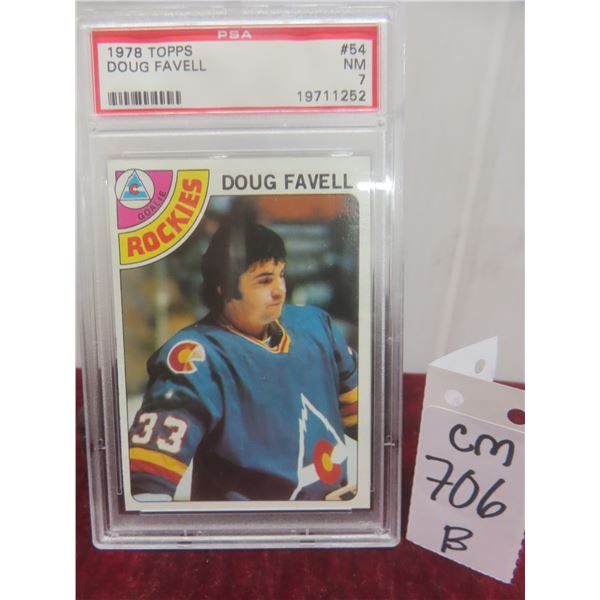 PSA
1978 TOPPS #54
DOUG FAVELL NM
7
19711252
C
GOALIE
ROCKIES
DOUG FAVELL
33
CM
706
B